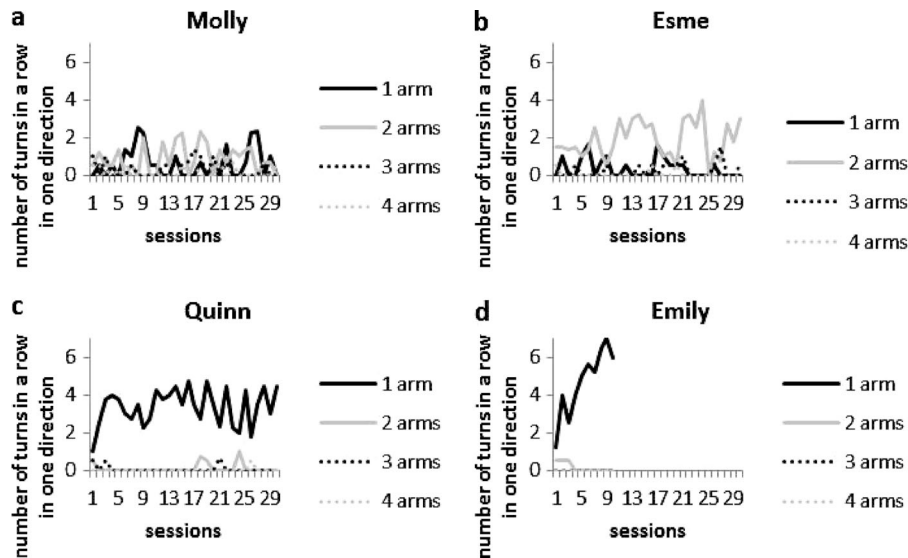 a
Molly
number of turns in a row
in one direction
6
4
2
0
1 5 9 13 17 21 25 29
sessions
1 arm
2 arms
3 arms
4 arms
b
Esme
number of turns in a row
in one direction
6
4
2
0
1 5 9 13 17 21 25 29
sessions
1 arm
2 arms
3 arms
4 arms
c
Quinn
number of turns in a row
in one direction
6
4
2
0
1 5 9 13 17 21 25 29
sessions
1 arm
2 arms
3 arms
4 arms
d
Emily
number of turns in a row
in one direction
6
4
2
0
1 5 9 13 17 21 25 29
sessions
1 arm
2 arms
3 arms
4 arms